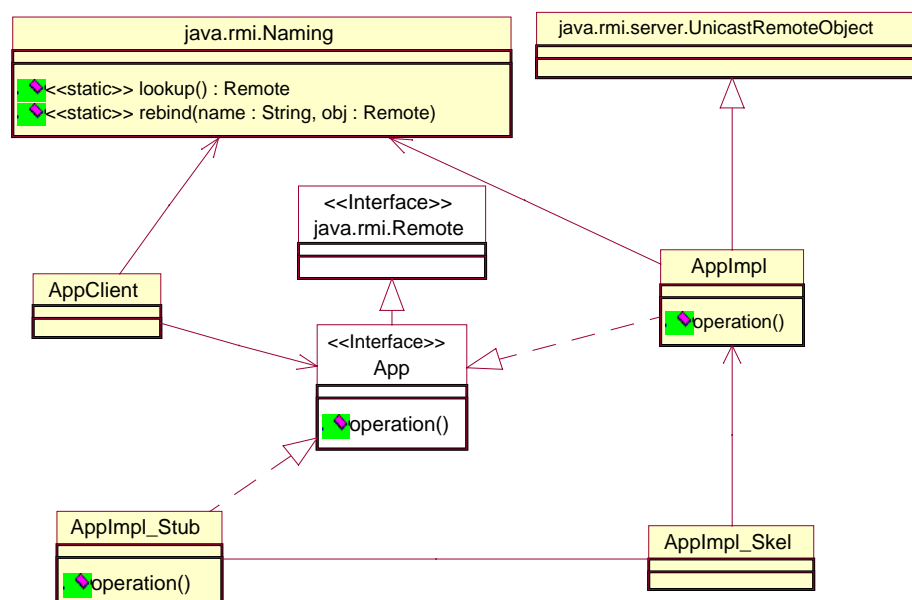 java.rmi.Naming
<<static>> lookup() : Remote
<<static>> rebind(name : String, obj : Remote)
java.rmi.server.UnicastRemoteObject
<<Interface>>
java.rmi.Remote
AppClient
AppImpl
operation()
<<Interface>>
App
operation()
AppImpl_Stub
operation()
AppImpl_Skel